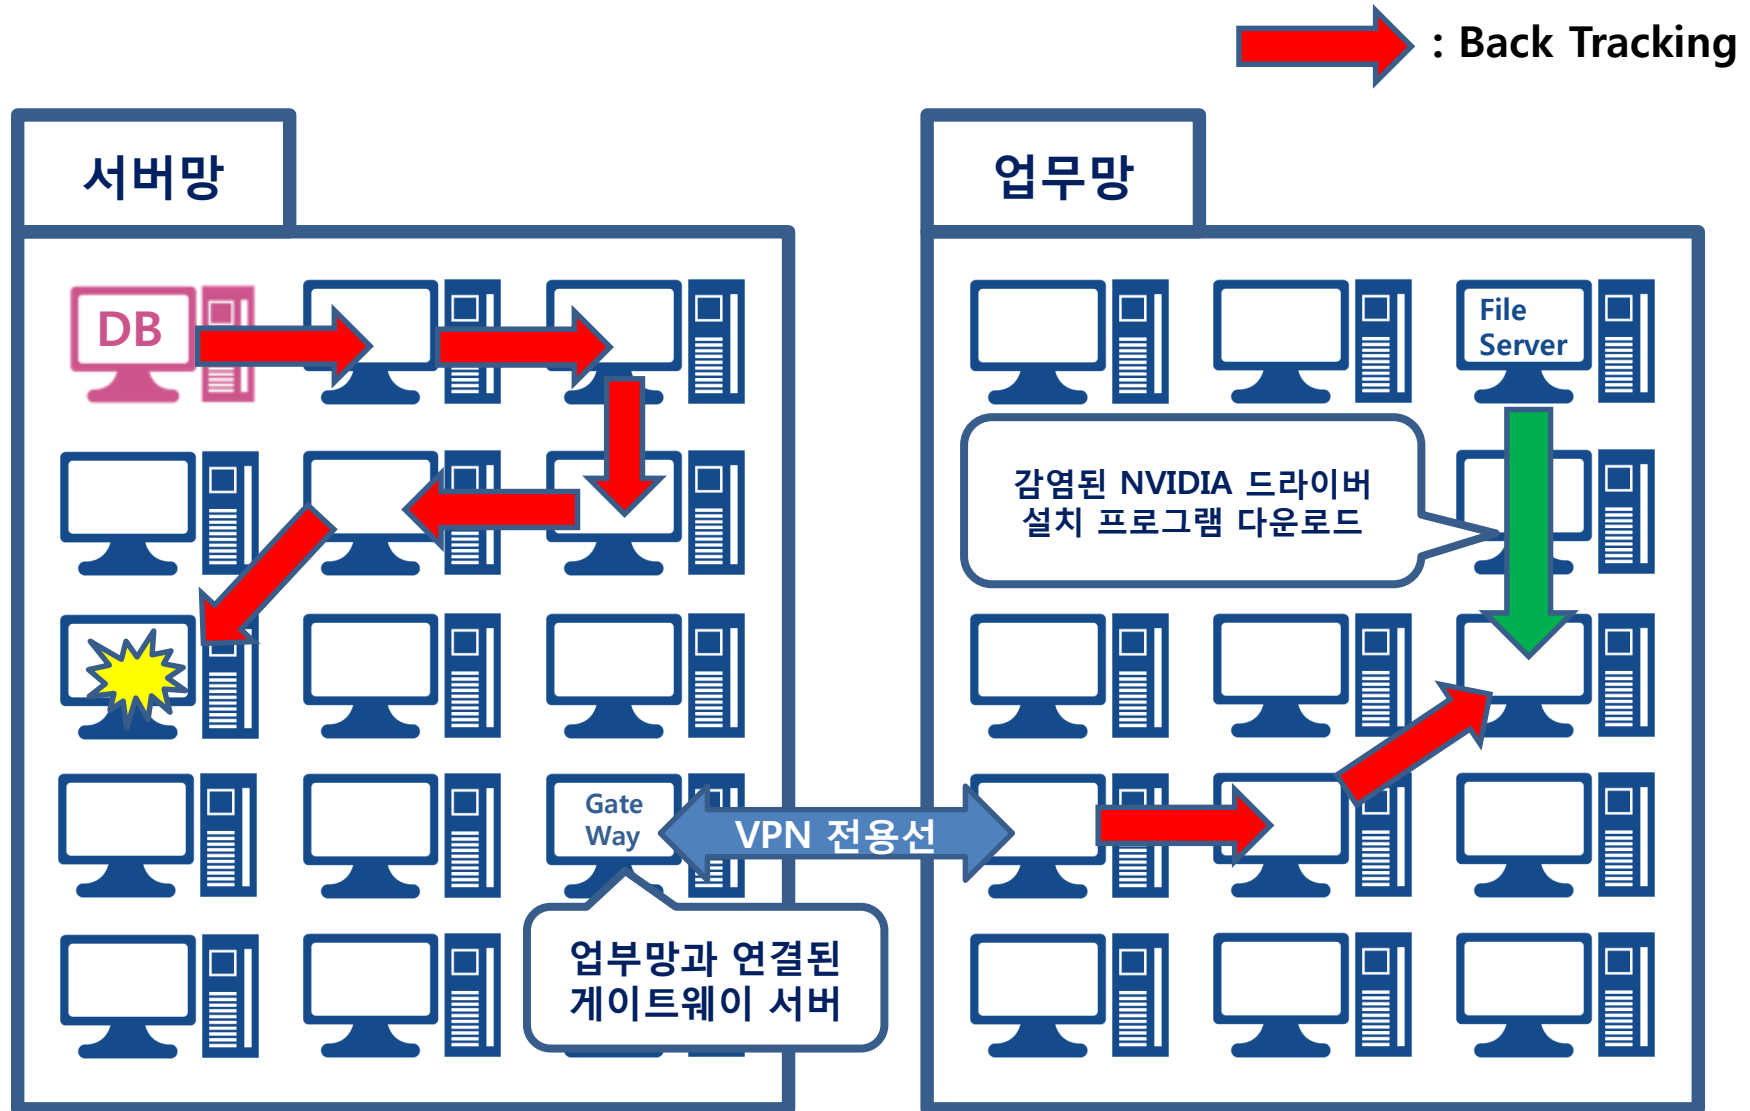 : Back Tracking
서버망
업무망
DB
File
Server
감염된 NVIDIA 드라이버
설치 프로그램 다운로드
Gate
Way
VPN 전용선
업부망과 연결된
게이트웨이 서버